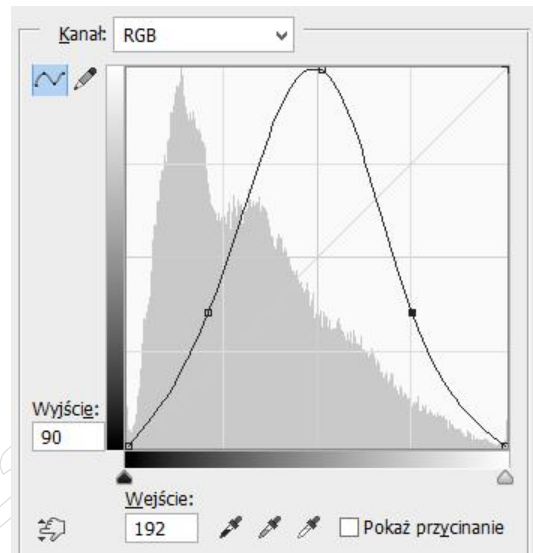 Kanał: RGB
Wyjście:
90
Wejście:
192
Pokaż przycinanie